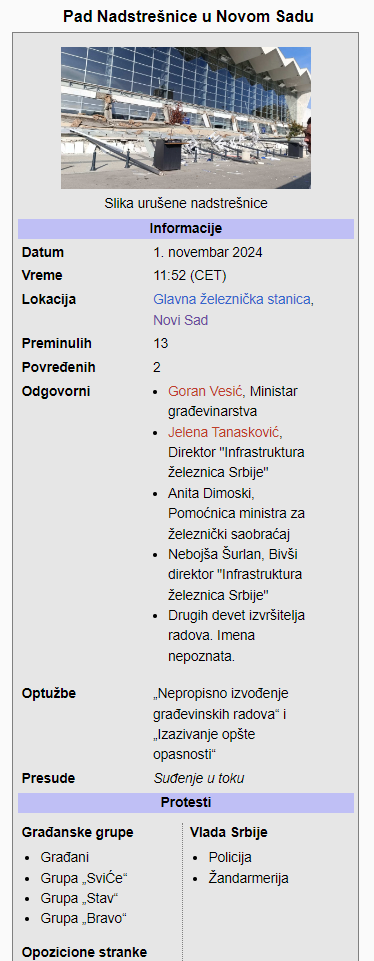 Pad Nadstrešnice u Novom Sadu
Slika urušene nadstrešnice
Informacije
Datum 1. novembar 2024
Vreme 11:52 (CET)
Lokacija Glavna železnička stanica,
Novi Sad
Preminulih 13
Povređenih 2
Odgovorni • Goran Vesić, Ministar
građevinarstva
• Jelena Tanasković,
Direktor "Infrastruktura
železnica Srbije"
• Anita Dimoski,
Pomoćnica ministra za
železnički saobraćaj
• Nebojša Šurlan, Bivši
direktor "Infrastruktura
železnica Srbije"
• Drugih devet izvršitelja
radova. Imena
nepoznata.
Optužbe „Nepropisno izvođenje
građevinskih radova“ i
„Izazivanje opšte
opasnosti“
Presude Suđenje u toku
Protesti
Građanske grupe
• Građani
• Grupa „SviĆe“
• Grupa „Stav“
• Grupa „Bravo“
Opozicione stranke
Vlada Srbije
• Policija
• Žandarmerija